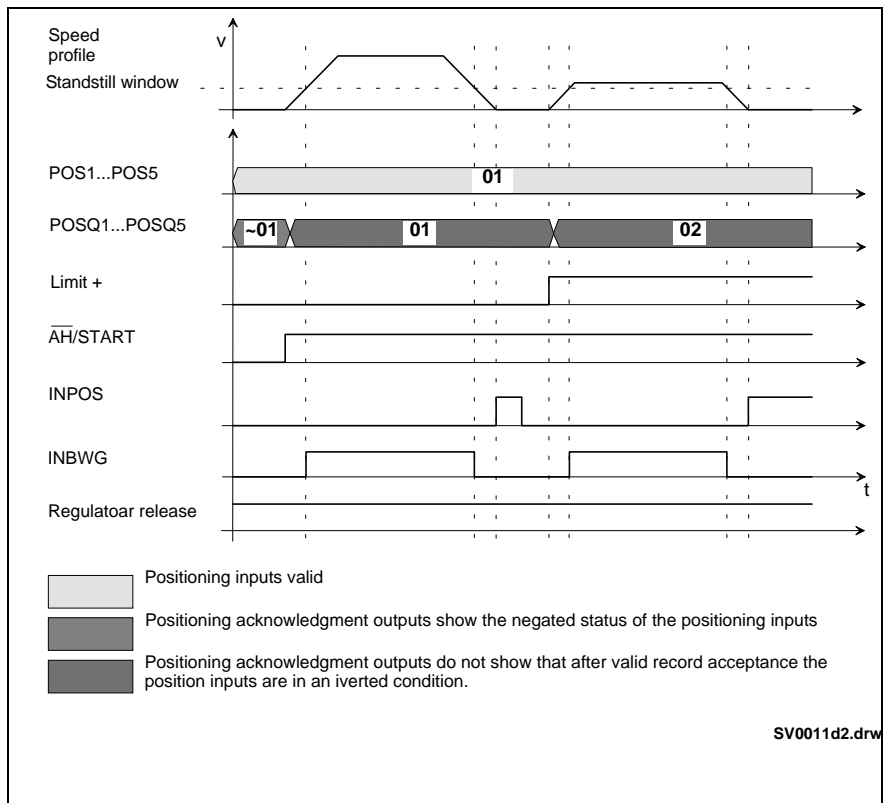 Speed
profile
v
Standstill window
POS1...POS5
01
POSQ1...POSQ5
~01
01
02
Limit +
A̅H̅/START
INPOS
INBWG
t
Regulatoar release
Positioning inputs valid
Positioning acknowledgment outputs show the negated status of the positioning inputs
Positioning acknowledgment outputs do not show that after valid record acceptance the
position inputs are in an iverted condition.
SV0011d2.drw